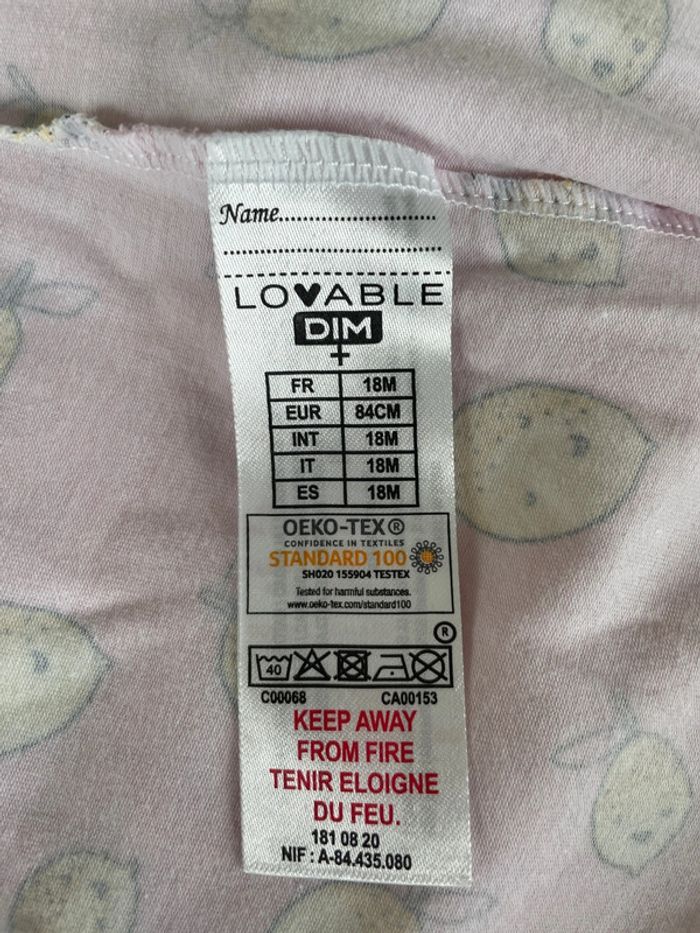 Name..............................
..........................................
LOVABLE
DIM
FR 18M
EUR 84CM
INT 18M
IT 18M
ES 18M
OEKO-TEX®
CONFIDENCE IN TEXTILES
STANDARD 100
SH020 155904 TESTEX
Tested for harmful substances.
www.oeko-tex.com/standard100
®
40
C00068 CA00153
KEEP AWAY
FROM FIRE
TENIR ELOIGNE
DU FEU.
181 08 20
NIF : A-84.435.080